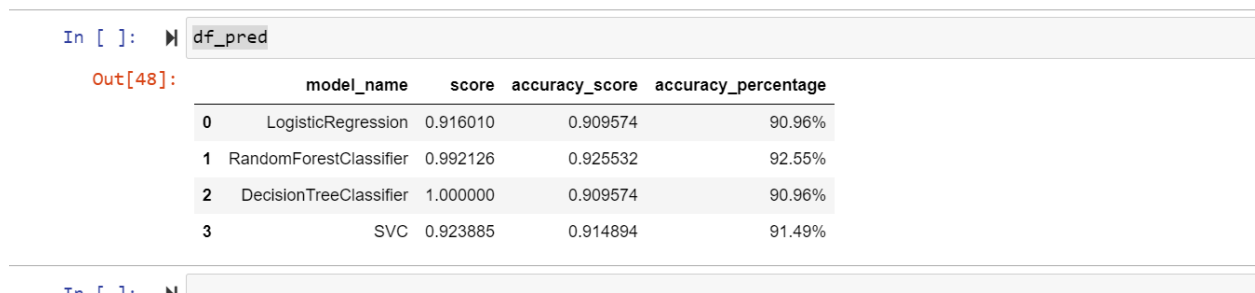 In [ ]: df_pred
Out[48]:
model_name score accuracy_score accuracy_percentage
0 LogisticRegression 0.916010 0.909574 90.96%
1 RandomForestClassifier 0.992126 0.925532 92.55%
2 DecisionTreeClassifier 1.000000 0.909574 90.96%
3 SVC 0.923885 0.914894 91.49%
In [ ]: